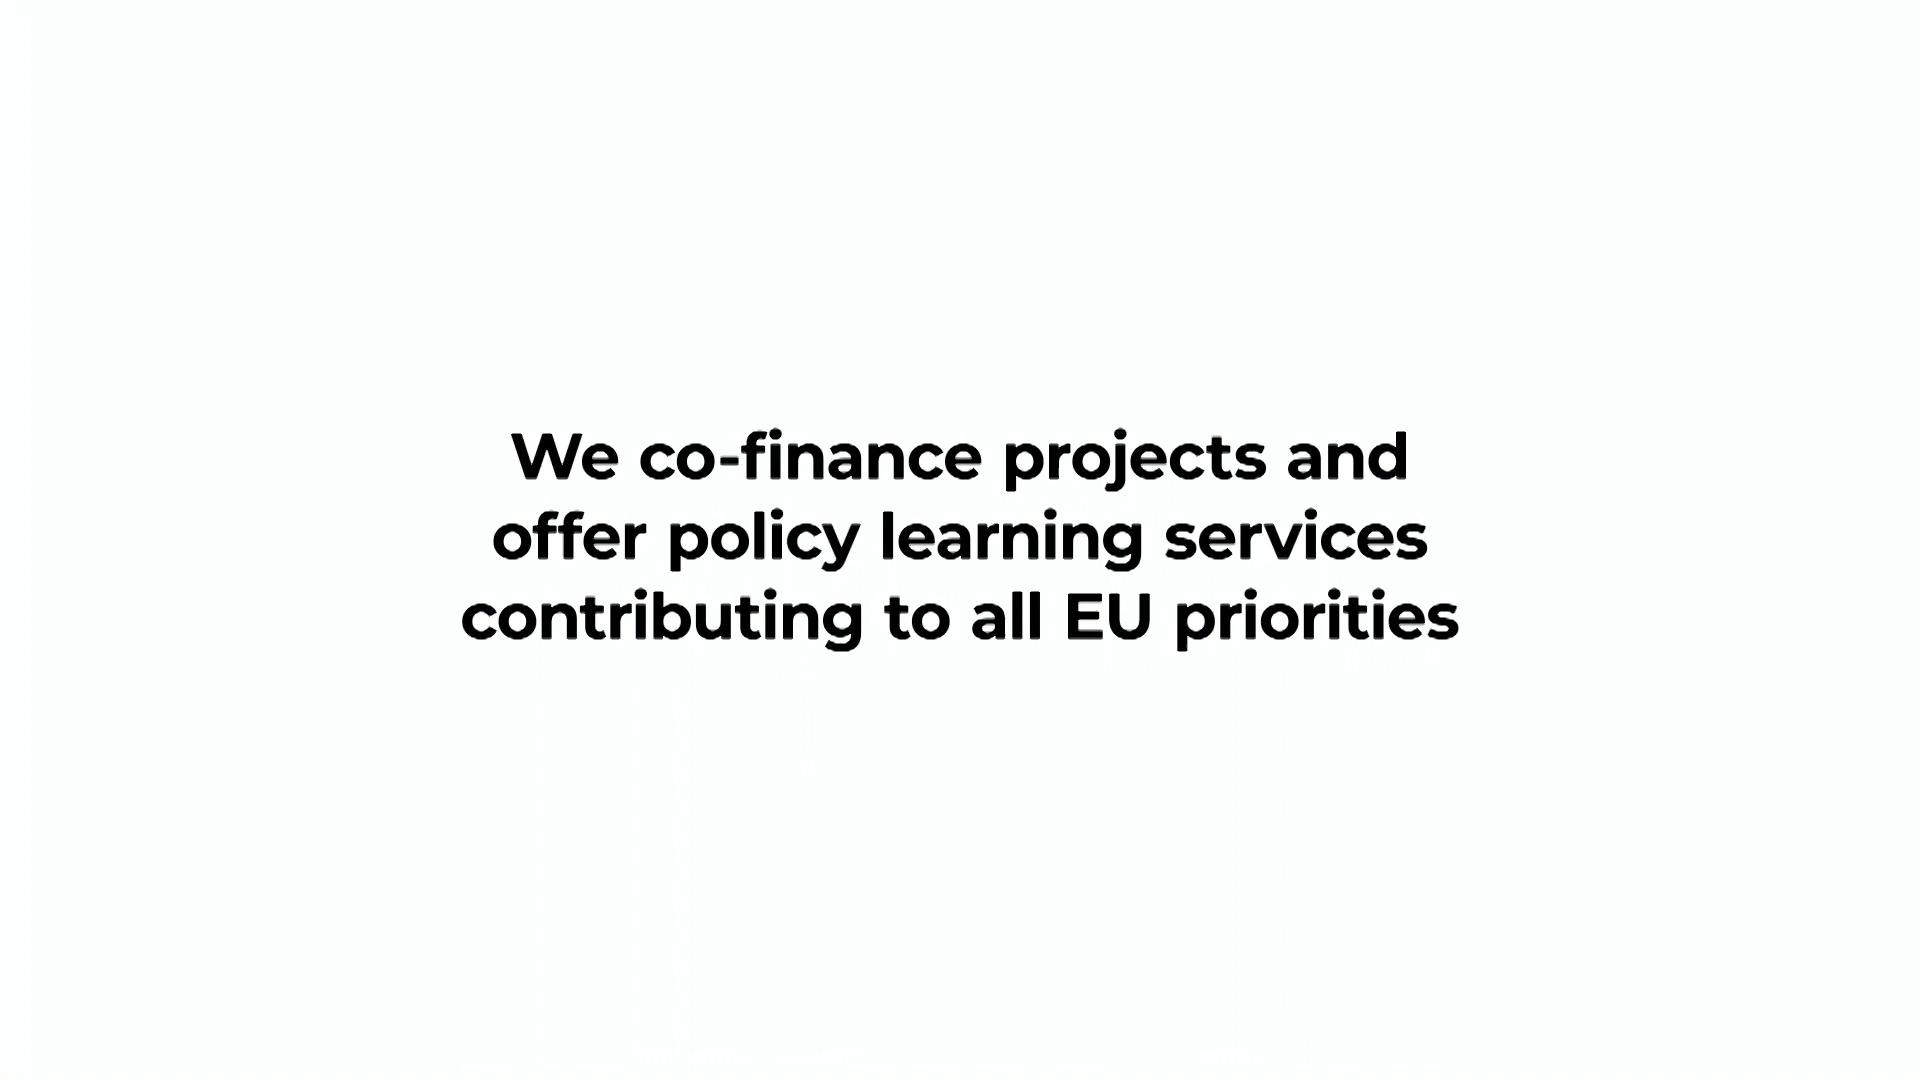 We co-finance projects and
offer policy learning services
contributing to all EU priorities